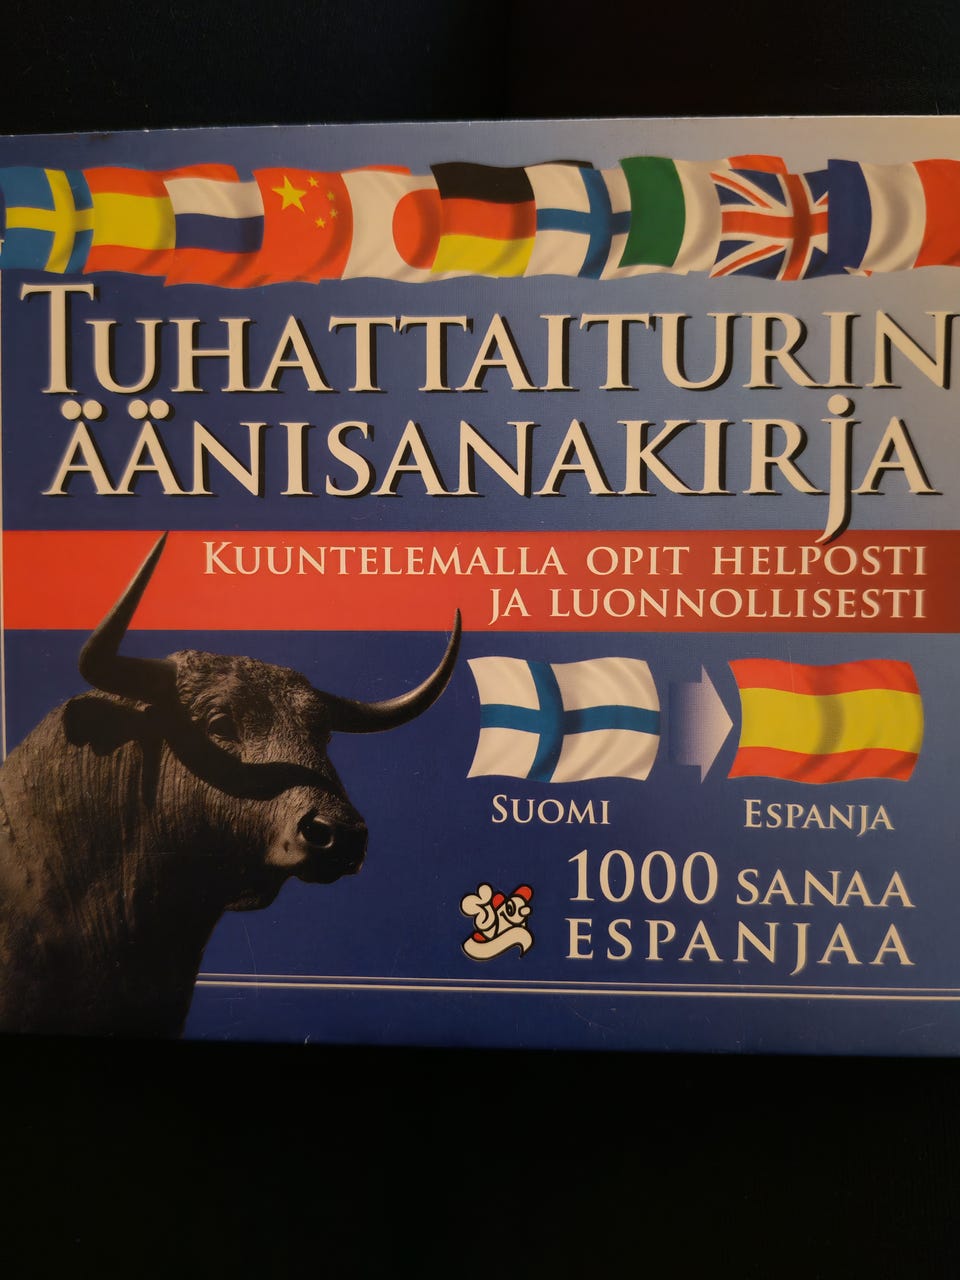 Tuhattaiturin
äänisanakirja
Kuuntelemalla opit helposti
ja luonnollisesti
Suomi
Espanja
1000 sanaa
espanjaa